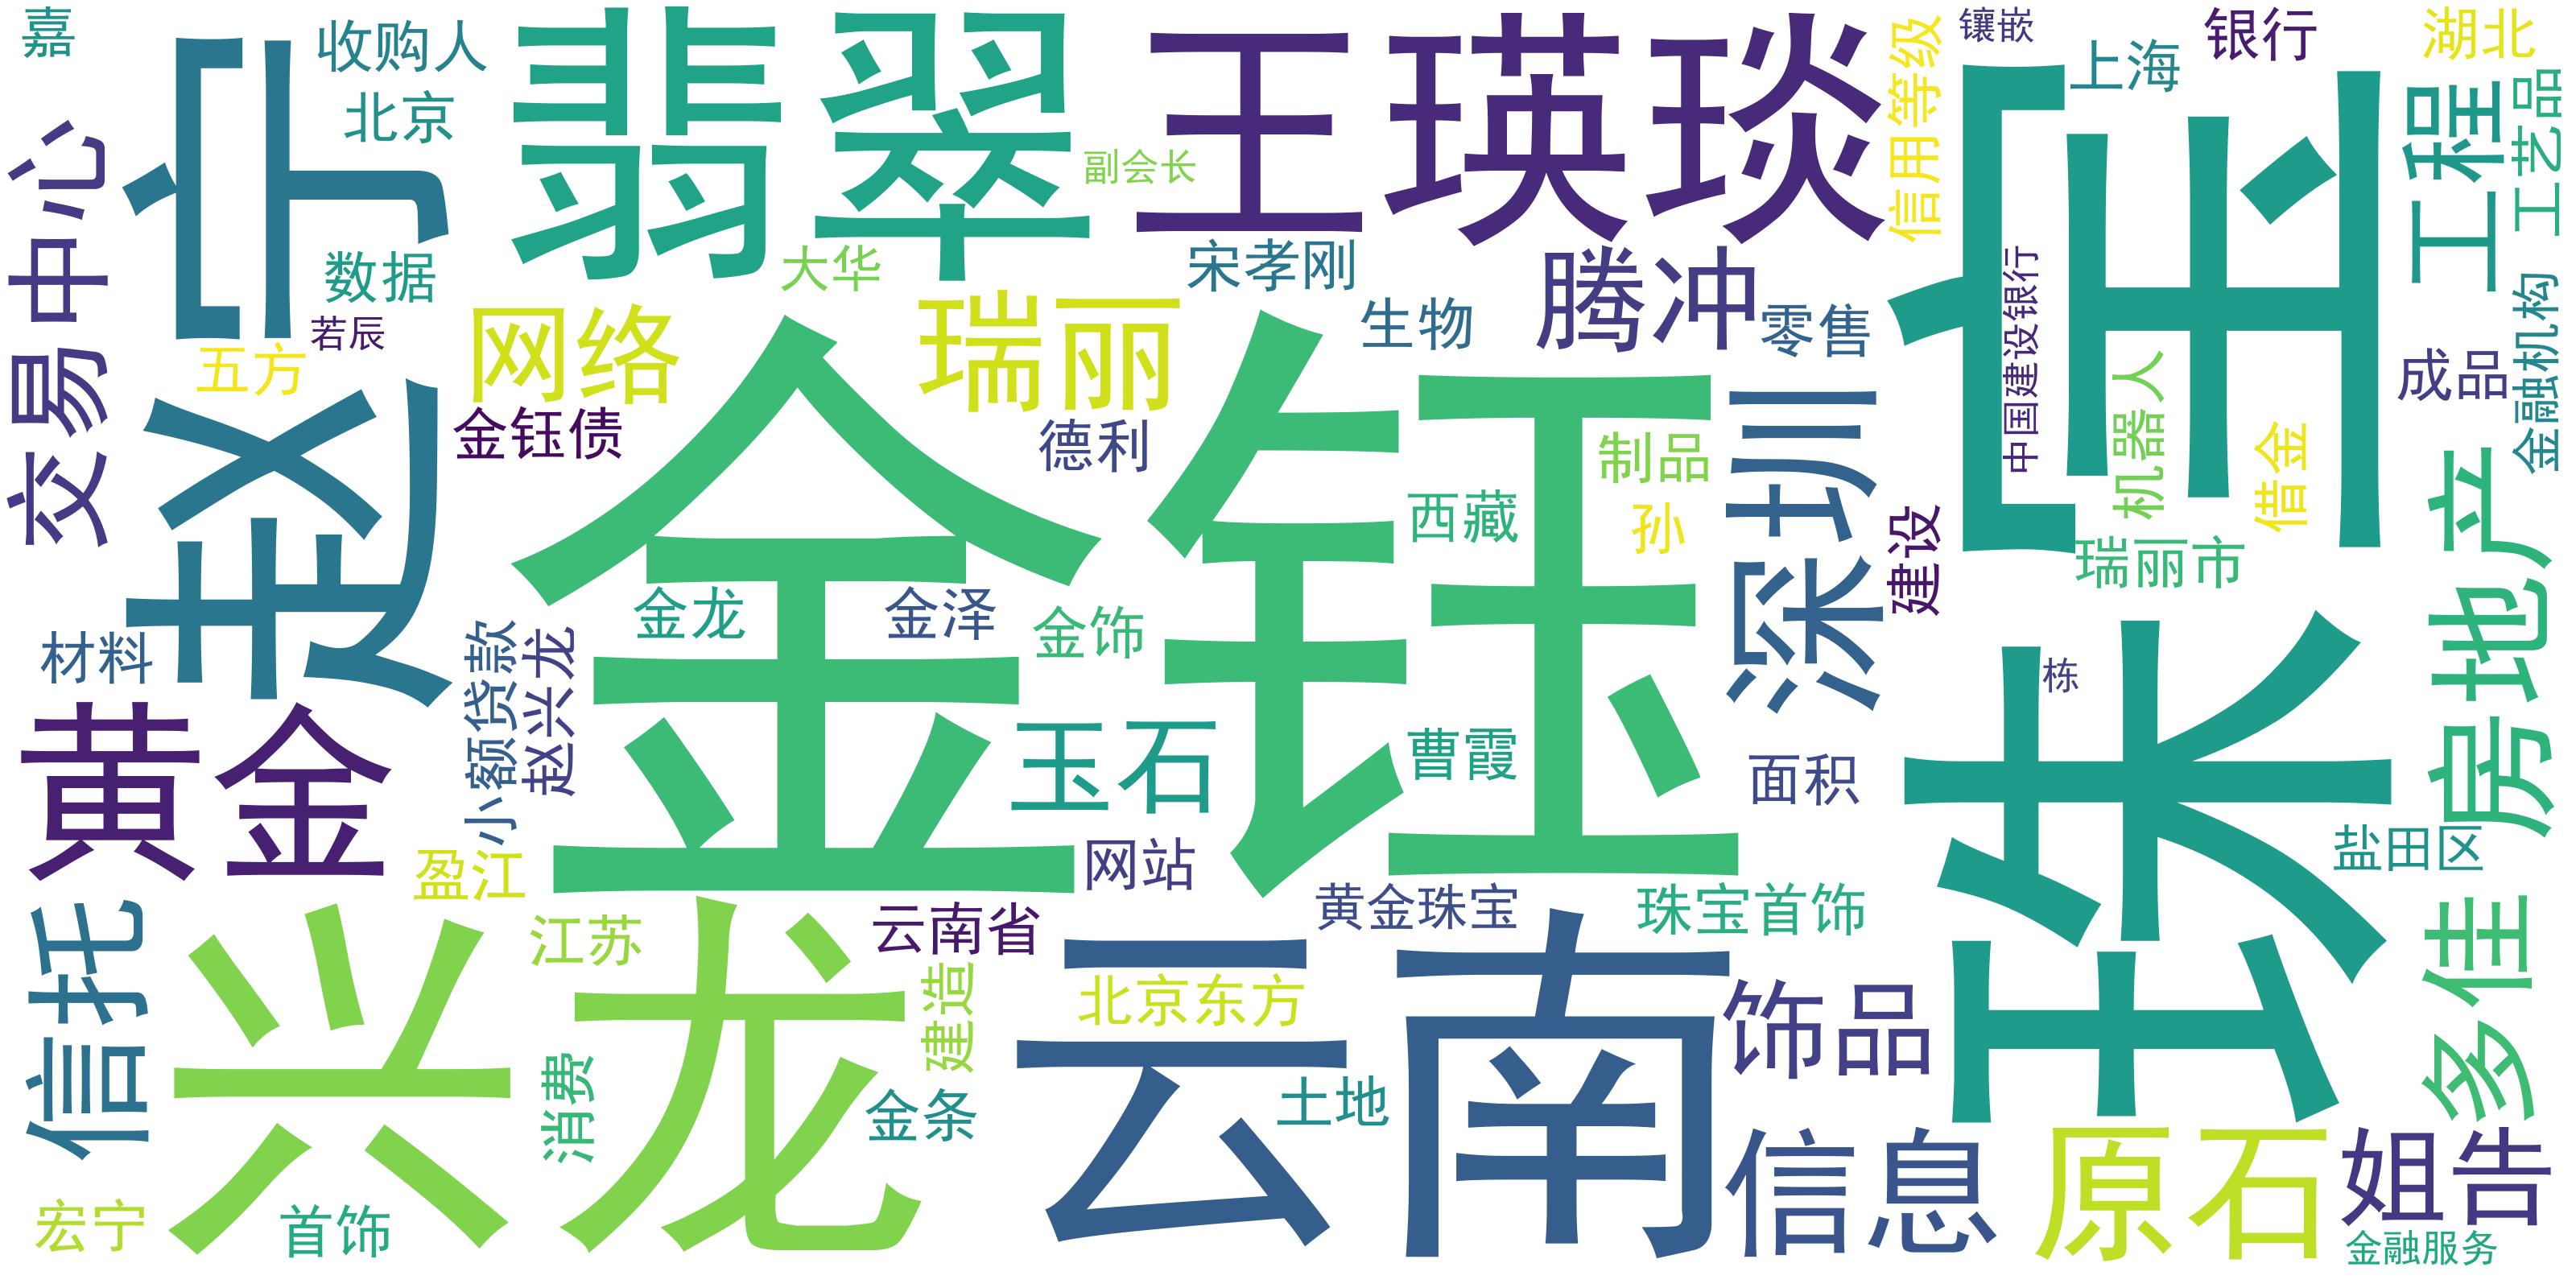 嘉
收购人
北京
交易中心
赵宁
数据
若辰
五方
翡翠
王瑛琰
副会长
大华
宋孝刚
信用等级
镶嵌
上海
银行
湖北
工程
工艺品
网络
瑞丽
生物
腾冲
零售
珠宝
中国建设银行
机器人
借金
成品
金融机构
金钰债
德利
金钰
制品
西藏
孙
深圳
建设
瑞丽市
房地产
材料
金龙
金泽
金饰
小额贷款
赵兴龙
栋
黄金
玉石
曹霞
面积
盈江
网站
盐田区
信托
兴龙
江苏
云南省
黄金珠宝
珠宝首饰
多佳
建造
北京东方
云南
饰品
消费
金条
土地
信息
原石
姐告
宏宁
首饰
金融服务